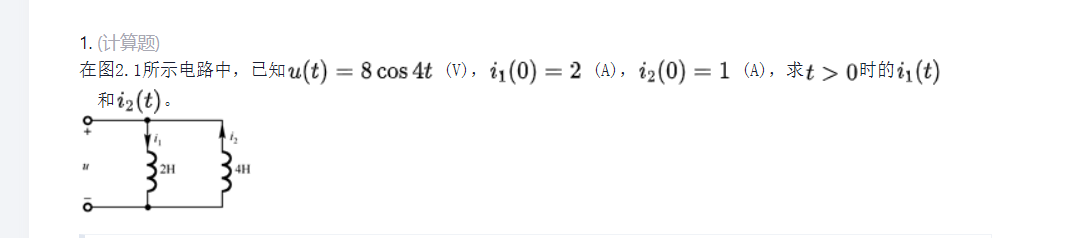 1. (计算题)
在图2.1所示电路中，已知u(t) = 8 cos 4t（V），i₁(0) = 2（A），i₂(0) = 1（A），求t > 0时的i₁(t)
和i₂(t)。
+ i₁ i₂
u 2H 4H
−